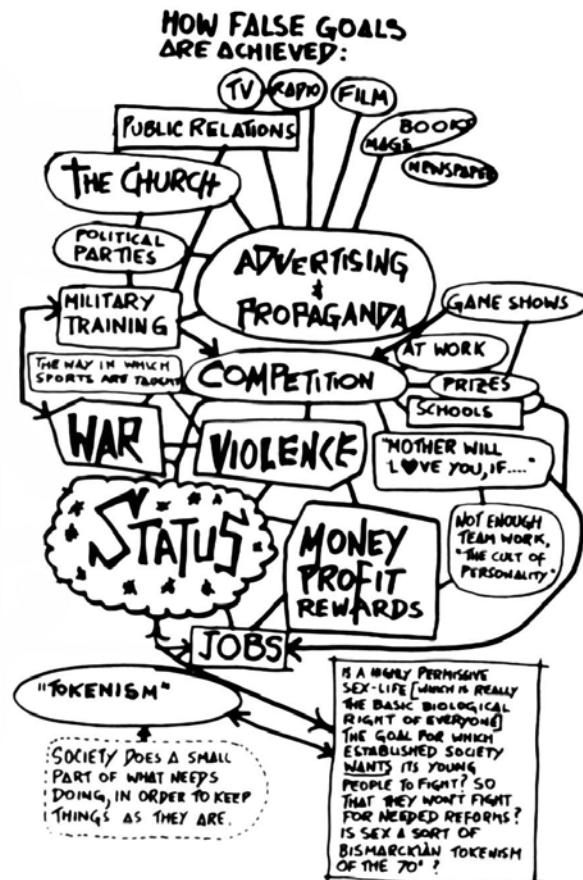 HOW FALSE GOALS
ARE ACHIEVED:
TV
RADIO
FILM
PUBLIC RELATIONS
BOOK
MAGS
NEWSPAPER
THE CHURCH
POLITICAL
PARTIES
ADVERTISING
&
PROPAGANDA
MILITARY
TRAINING
GAME SHOWS
AT WORK
THE WAY IN WHICH
SPORTS ARE TAUGHT
COMPETITION
PRIZES
SCHOOLS
WAR
VIOLENCE
"MOTHER WILL
L♥VE YOU, IF...."
STATUS
MONEY
PROFIT
REWARDS
NOT ENOUGH
TEAM WORK,
"THE CULT OF
PERSONALITY"
JOBS
"TOKENISM"
SOCIETY DOES A SMALL
PART OF WHAT NEEDS
DOING, IN ORDER TO KEEP
THINGS AS THEY ARE.
IS A HIGHLY PERMISSIVE
SEX-LIFE [WHICH IS REALLY
THE BASIC BIOLOGICAL
RIGHT OF EVERYONE]
THE GOAL FOR WHICH
ESTABLISHED SOCIETY
WANTS ITS YOUNG
PEOPLE TO FIGHT? SO
THAT THEY WON'T FIGHT
FOR NEEDED REFORMS?
IS SEX A SORT OF
BISMARCKIAN TOKENISM
OF THE 70' ?